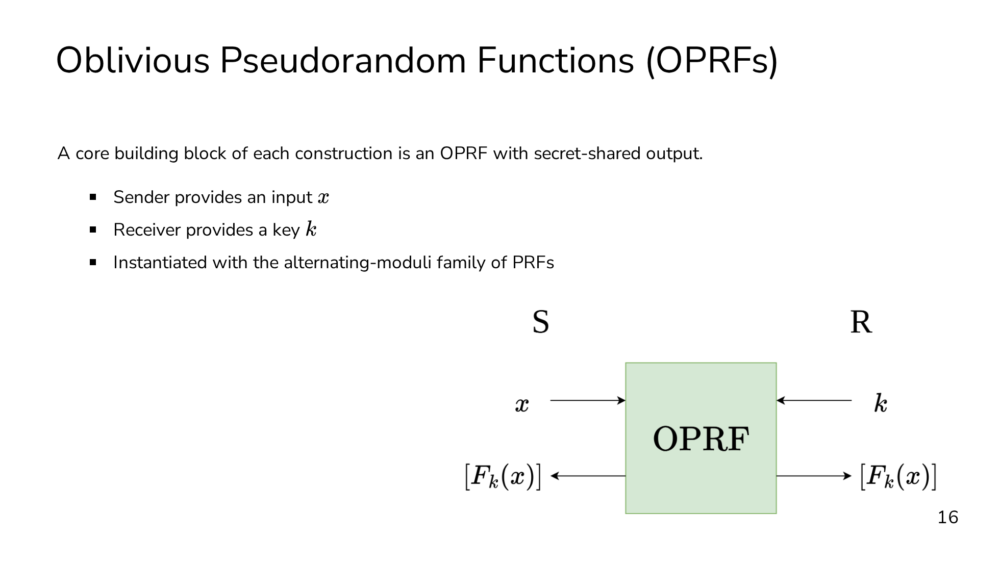 Oblivious Pseudorandom Functions (OPRFs)
A core building block of each construction is an OPRF with secret-shared output.
▪ Sender provides an input x
▪ Receiver provides a key k
▪ Instantiated with the alternating-moduli family of PRFs
S R
x k
OPRF
[F_k(x)] [F_k(x)]
16